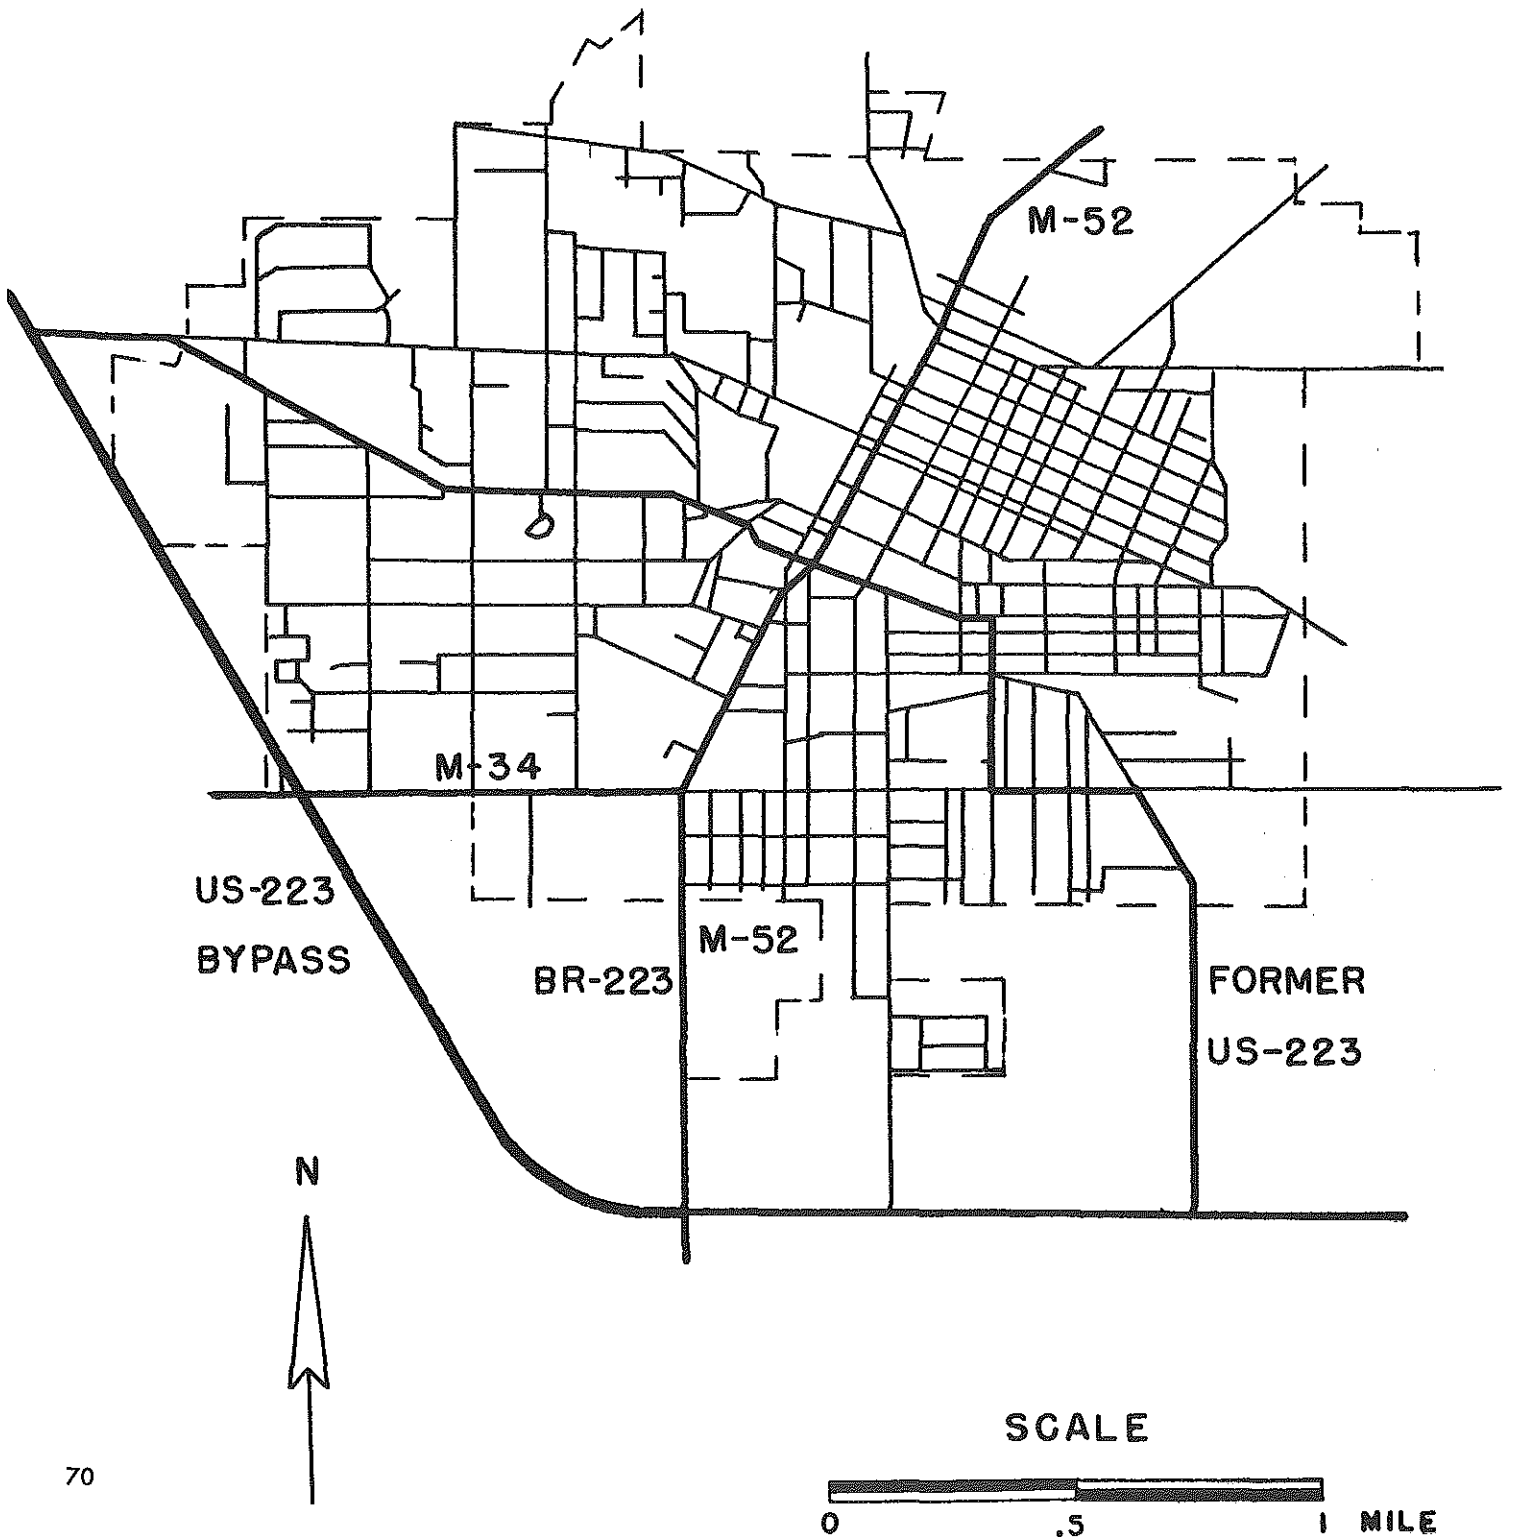 M-52
M-34
US-223
BYPASS
M-52
BR-223
FORMER
US-223
N
SCALE
70
0 .5 1 MILE